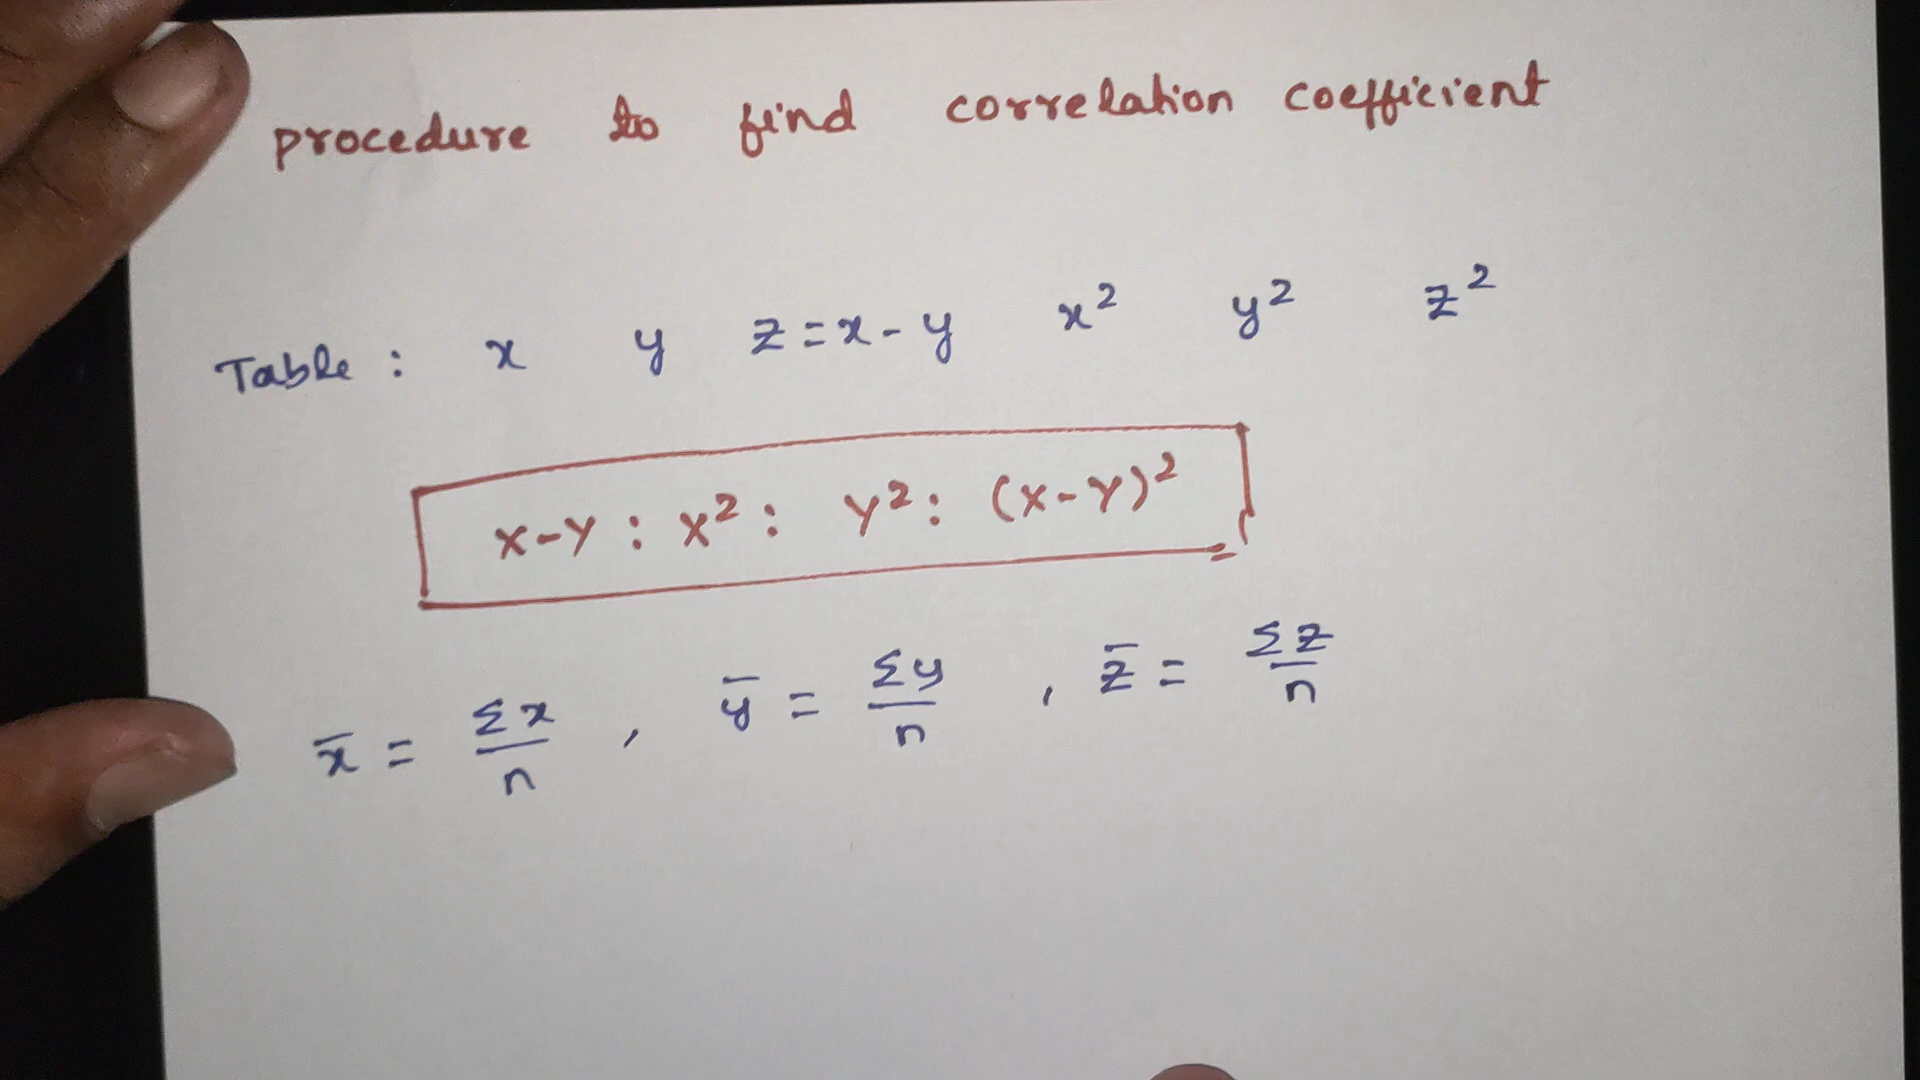 procedure to find correlation coefficient
Table : x y z=x-y x² y² z²
x-y : x² : y² : (x-y)²
x̄ = Σx/n , ȳ = Σy/n , z̄ = Σz/n